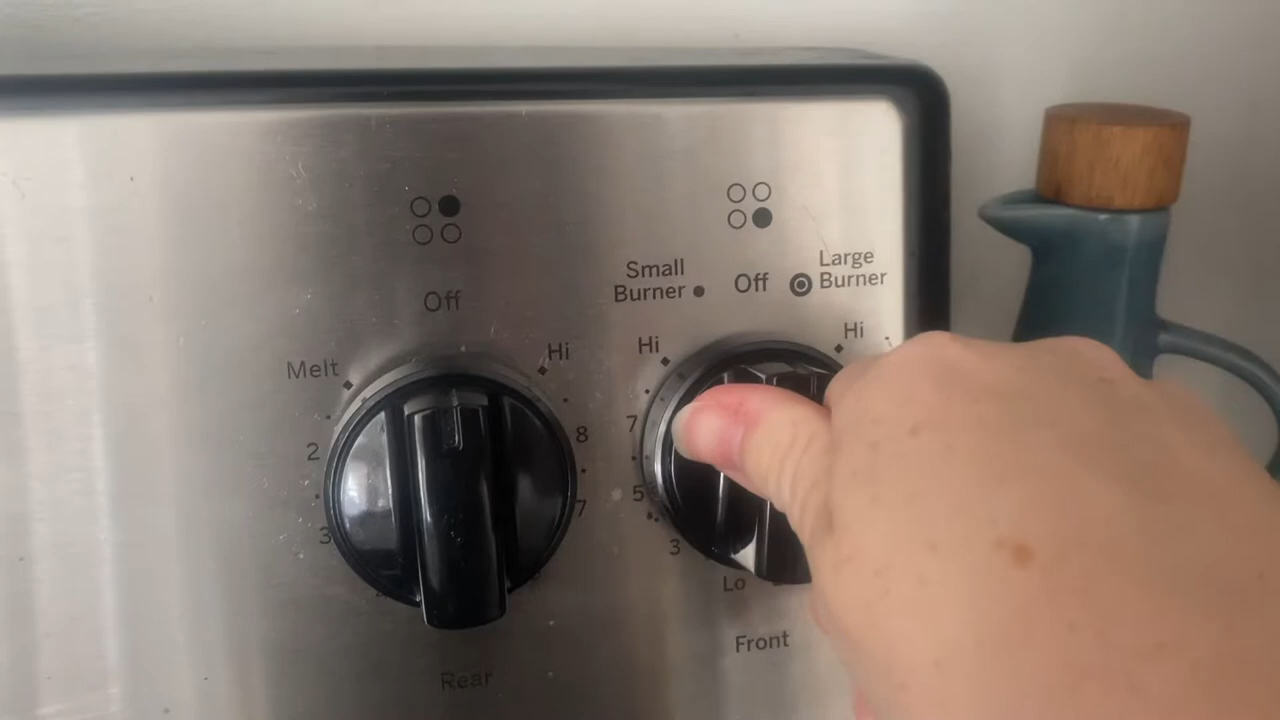 Off
Melt
Hi
2
8
3
7
Rear
Small
Burner
Off
Large
Burner
Hi
Hi
7
5
3
Lo
Front